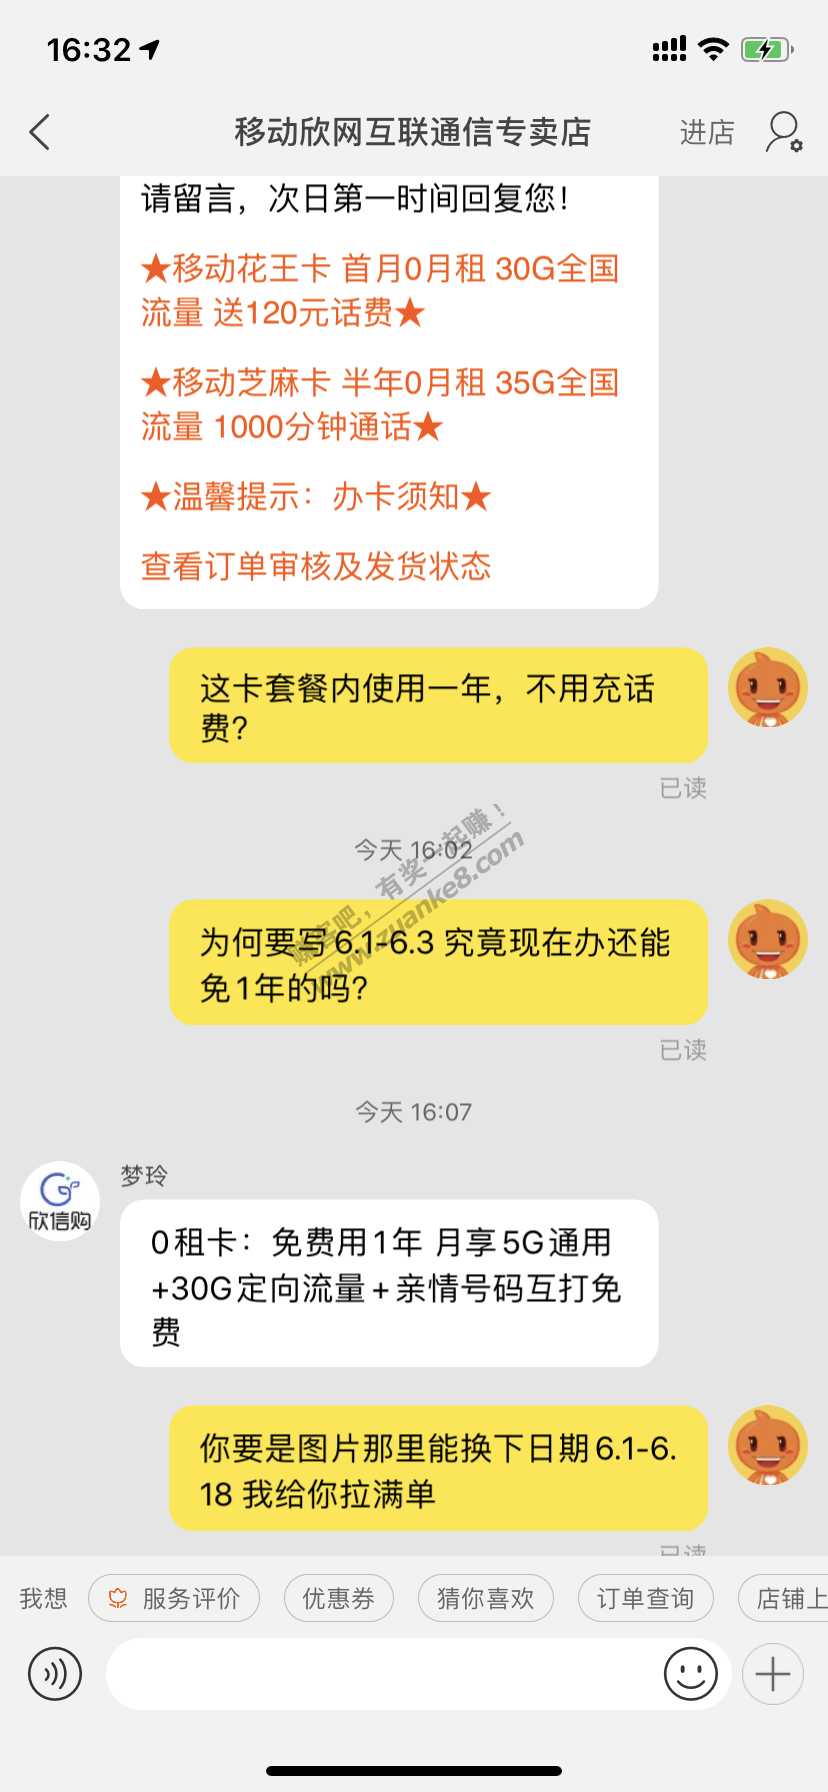 16:32
移动欣网互联通信专卖店
进店
请留言，次日第一时间回复您！
★移动花王卡 首月0月租 30G全国
流量 送120元话费★
★移动芝麻卡 半年0月租 35G全国
流量 1000分钟通话★
★温馨提示：办卡须知★
查看订单审核及发货状态
这卡套餐内使用一年，不用充话
费？
已读
今天 16:02
赚客吧，有奖一起赚！
www.zuanke8.com
为何要写 6.1-6.3 究竟现在办还能
免1年的吗？
已读
今天 16:07
梦玲
欣信购
0租卡：免费用1年 月享5G通用
+30G定向流量+亲情号码互打免
费
你要是图片那里能换下日期6.1-6.
18 我给你拉满单
已读
我想
服务评价
优惠券
猜你喜欢
订单查询
店铺上